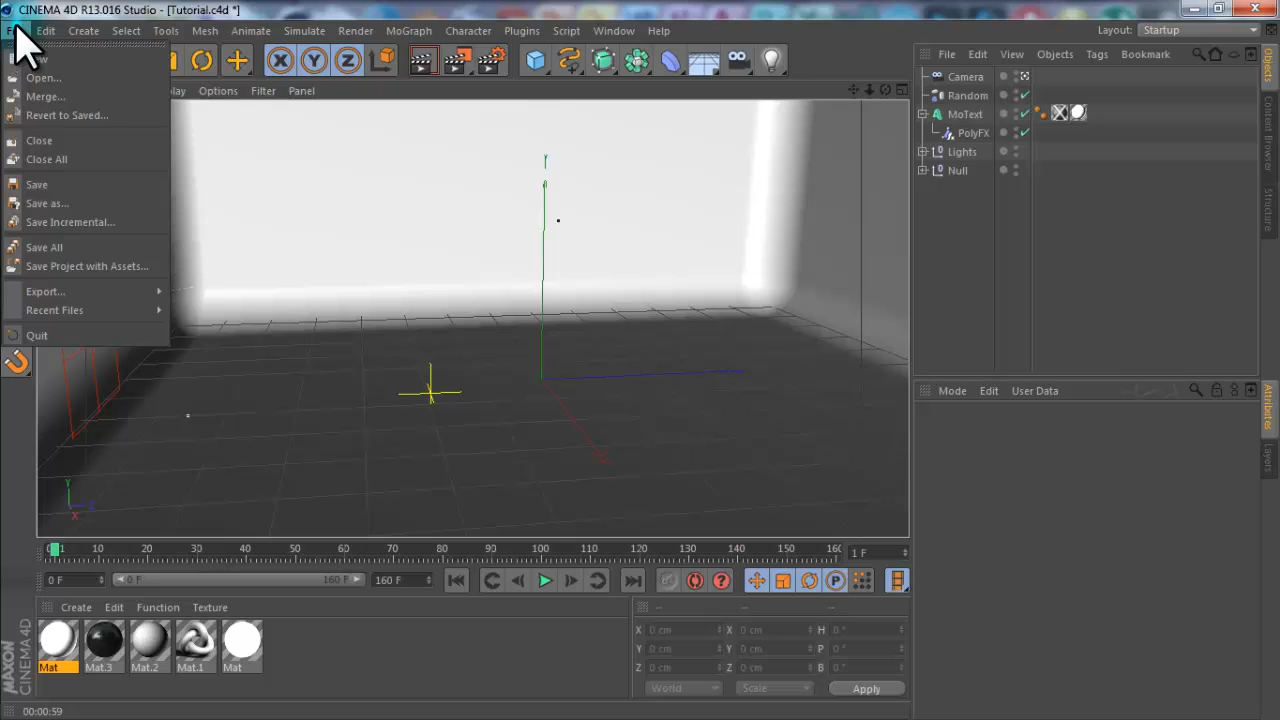 CINEMA 4D R13.016 Studio - [Tutorial.c4d *]
Edit Create Select Tools Mesh Animate Simulate Render MoGraph Character Plugins Script Window Help
Layout: Startup
Open...
Merge...
Revert to Saved...
Close
Close All
Save
Save as...
Save Incremental...
Save All
Save Project with Assets...
Export...
Recent Files
Quit
Options Filter Panel
Y
Y
Z
X
File Edit View Objects Tags Bookmark
Camera
Random
MoText
PolyFX
Lights
Null
Objects
Content Browser
Structure
Mode Edit User Data
Attributes
Layers
10 20 30 40 50 60 70 80 90 100 110 120 130 140 150
1 F
0 F
0 F
160 F
160 F
Create Edit Function Texture
Mat
Mat.3
Mat.2
Mat.1
Mat
-- -- --
X 0 cm X 0 cm H 0 °
Y 0 cm Y 0 cm P 0 °
Z 0 cm Z 0 cm B 0 °
World Scale Apply
MAXON
CINEMA 4D
00:00:59